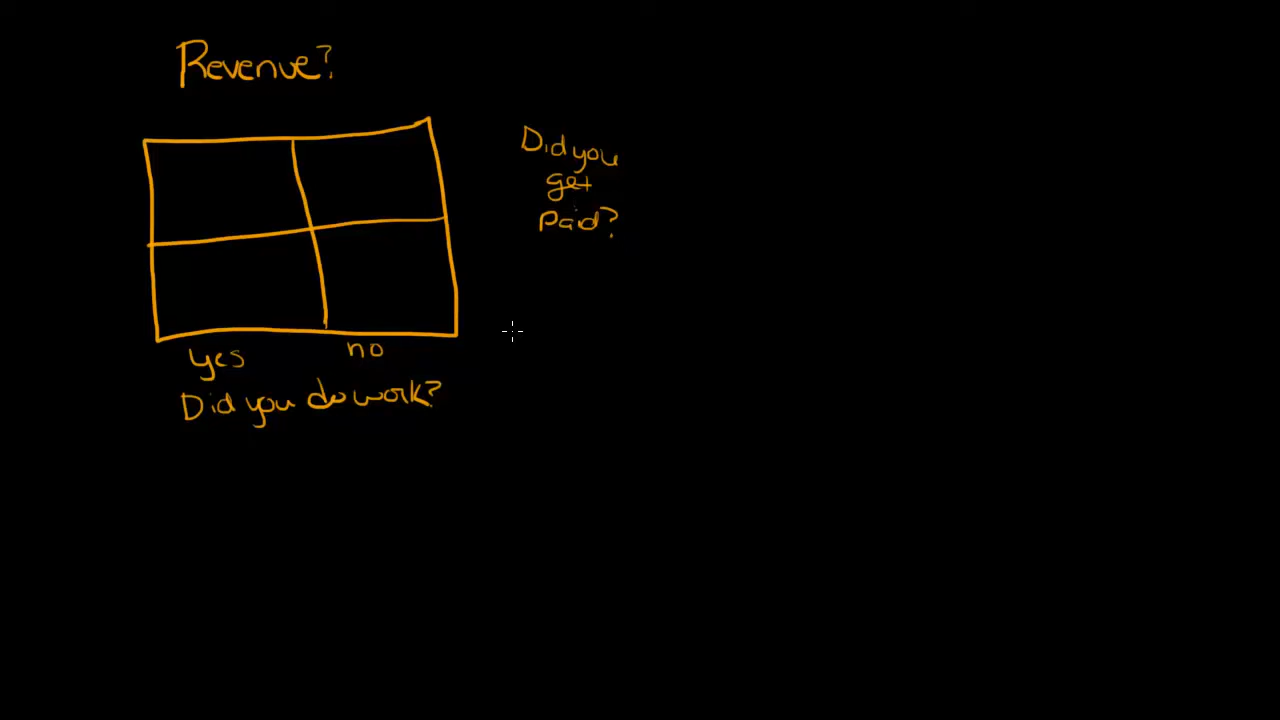 Revenue?
Did you
get
paid?
yes no
Did you do work?